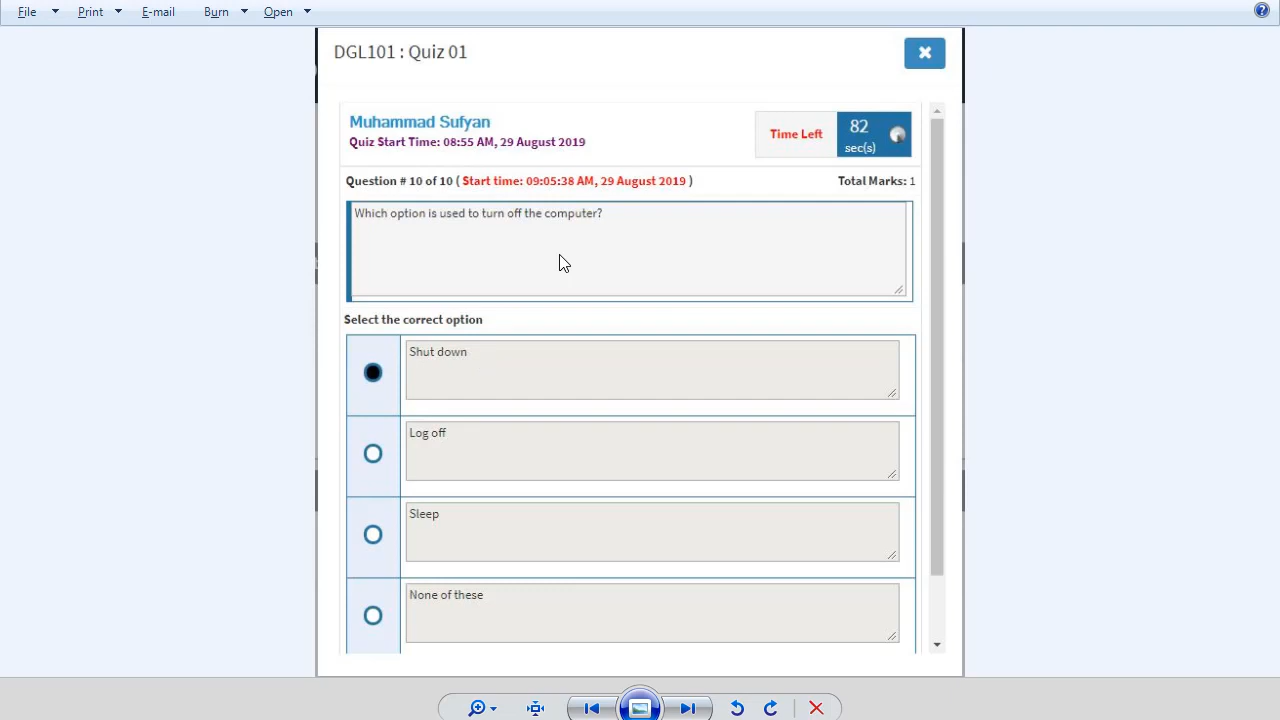 File Print E-mail Burn Open
DGL101 : Quiz 01
Muhammad Sufyan
Quiz Start Time: 08:55 AM, 29 August 2019
Time Left
82
sec(s)
Question # 10 of 10 ( Start time: 09:05:38 AM, 29 August 2019 )
Total Marks: 1
Which option is used to turn off the computer?
Select the correct option
Shut down
Log off
Sleep
None of these